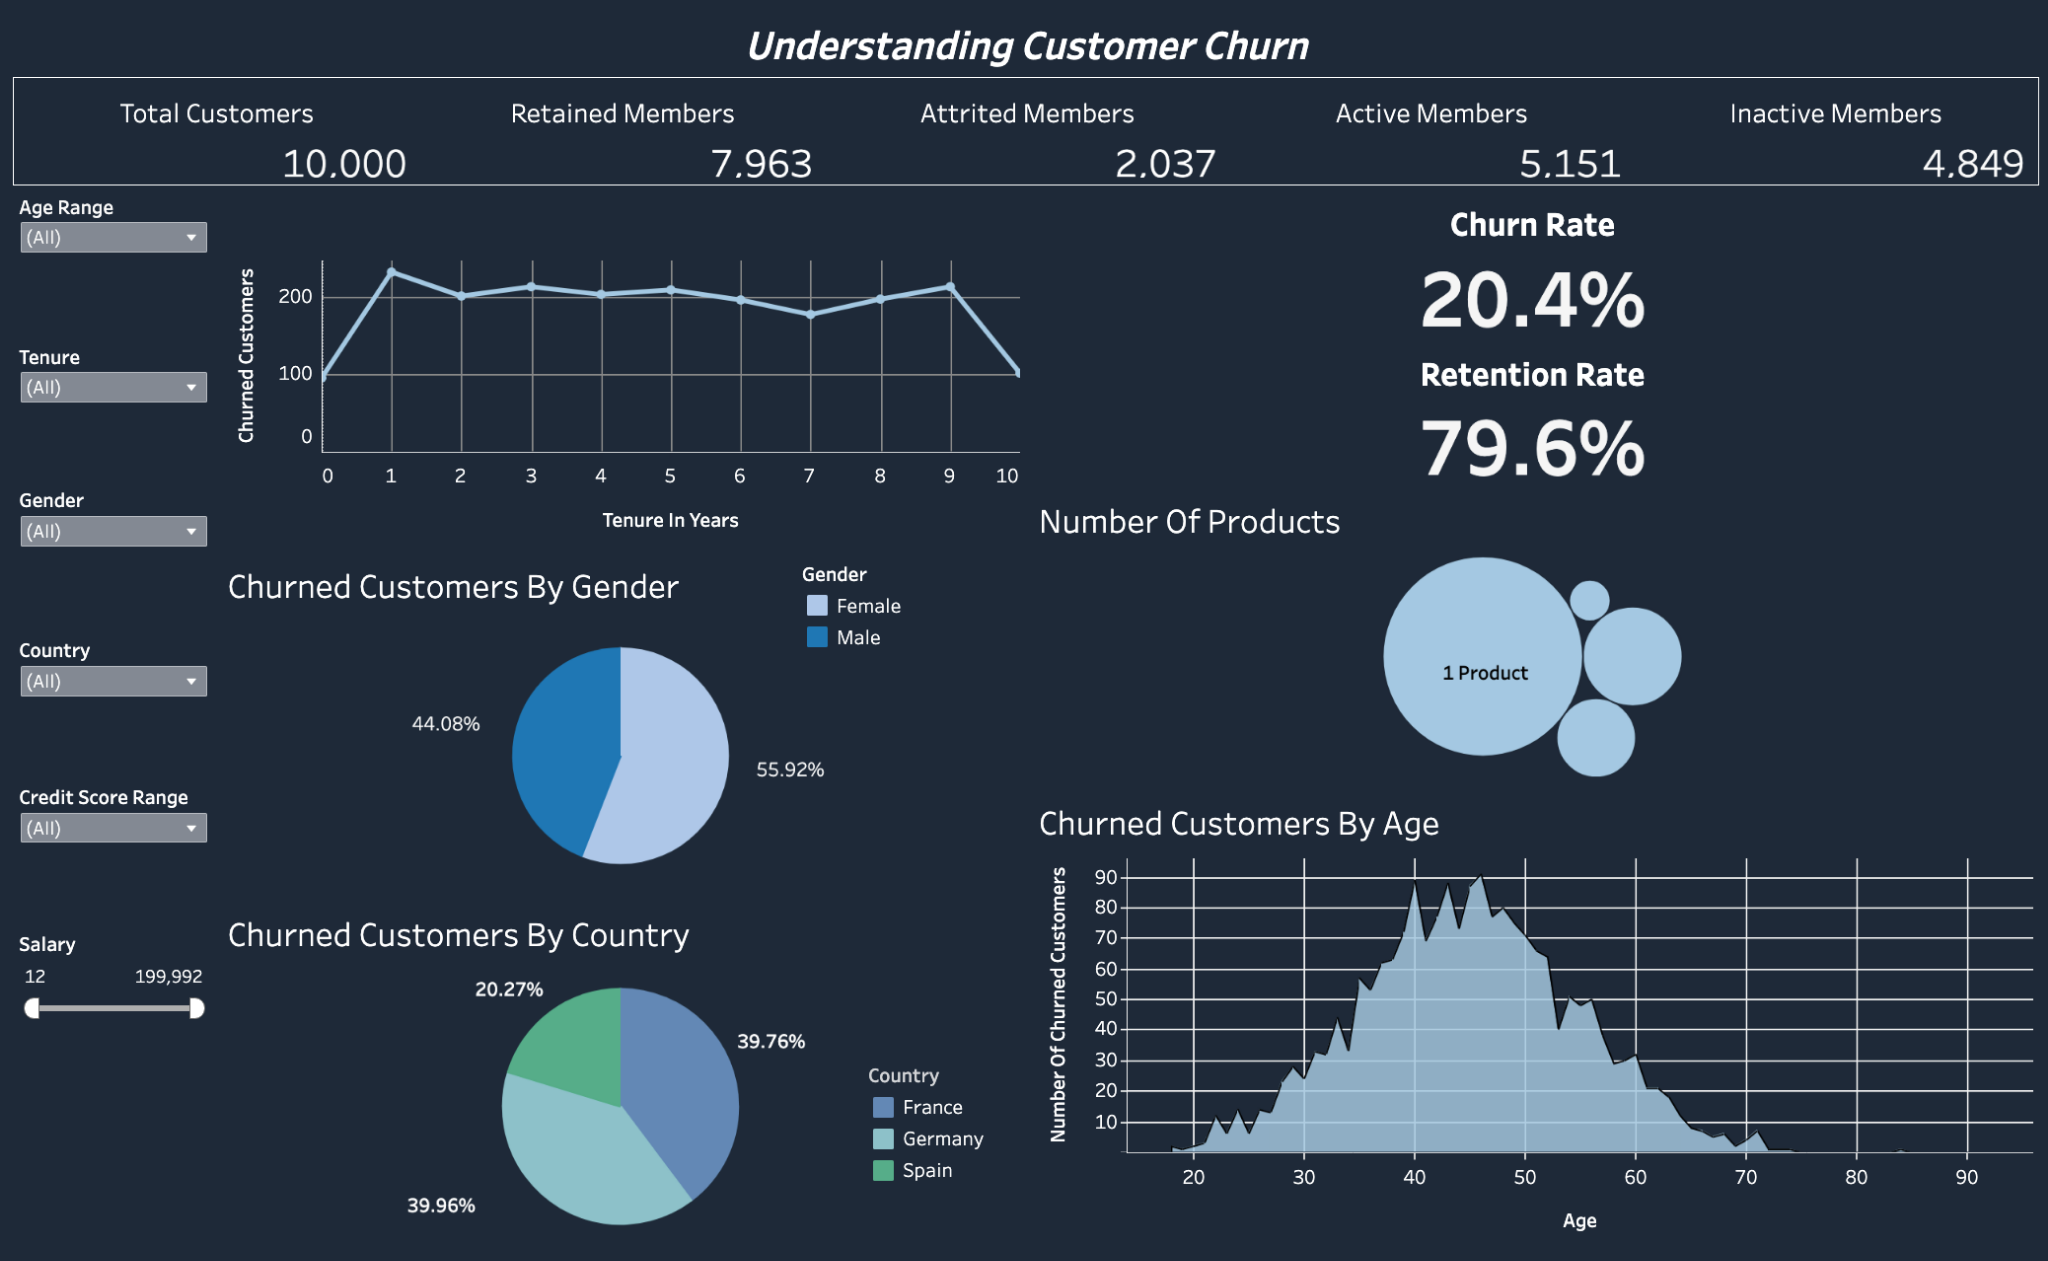 Understanding Customer Churn
Total Customers
10,000
Retained Members
7,963
Attrited Members
2,037
Active Members
5,151
Inactive Members
4,849
Age Range
(All)
Tenure
(All)
Gender
(All)
Country
(All)
Credit Score Range
(All)
Salary
12 199,992
Churned Customers
200
100
0
0 1 2 3 4 5 6 7 8 9 10
Tenure In Years
Churn Rate
20.4%
Retention Rate
79.6%
Churned Customers By Gender
Gender
Female
Male
44.08%
55.92%
Number Of Products
1 Product
Churned Customers By Country
20.27%
39.76%
39.96%
Country
France
Germany
Spain
Churned Customers By Age
Number Of Churned Customers
90
80
70
60
50
40
30
20
10
20 30 40 50 60 70 80 90
Age